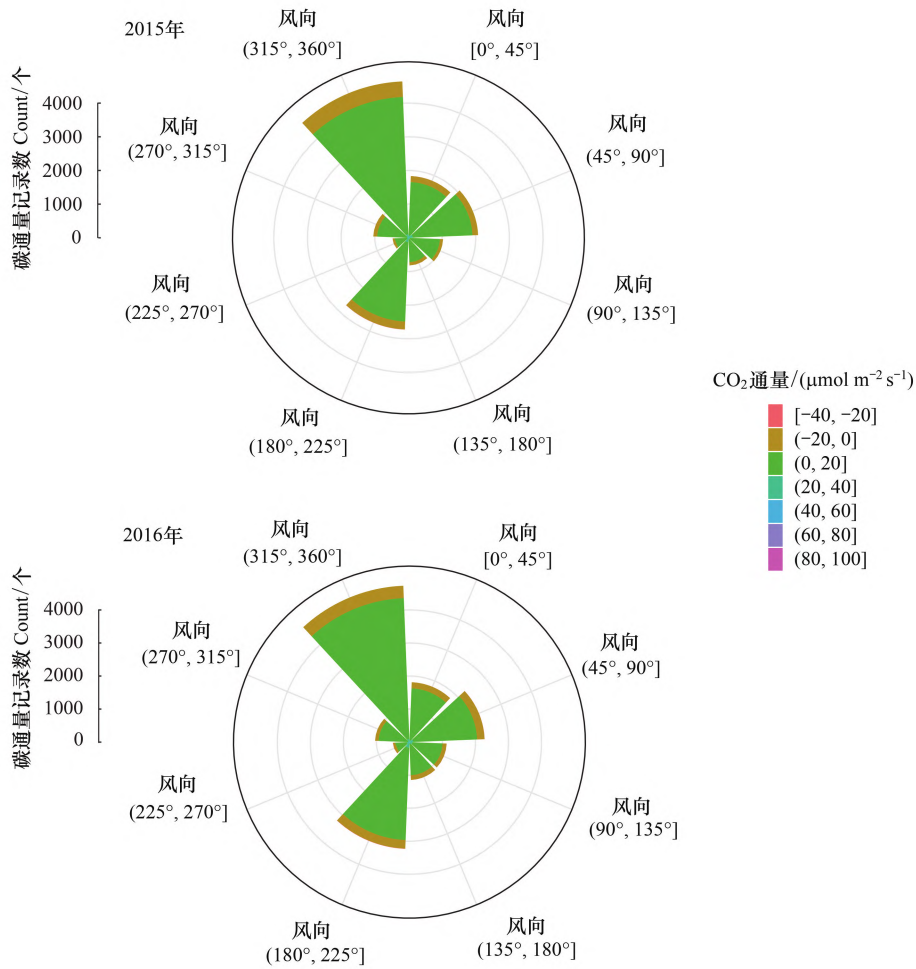 2015年
风向
(315°, 360°]
风向
[0°, 45°]
碳通量记录数 Count/个
4000
3000
2000
1000
0
风向
(270°, 315°]
风向
(45°, 90°]
风向
(225°, 270°]
风向
(90°, 135°]
风向
(180°, 225°]
风向
(135°, 180°]
CO₂通量/(μmol m⁻² s⁻¹)
[−40, −20]
(−20, 0]
(0, 20]
(20, 40]
(40, 60]
(60, 80]
(80, 100]
2016年
风向
(315°, 360°]
风向
[0°, 45°]
碳通量记录数 Count/个
4000
3000
2000
1000
0
风向
(270°, 315°]
风向
(45°, 90°]
风向
(225°, 270°]
风向
(90°, 135°]
风向
(180°, 225°]
风向
(135°, 180°]